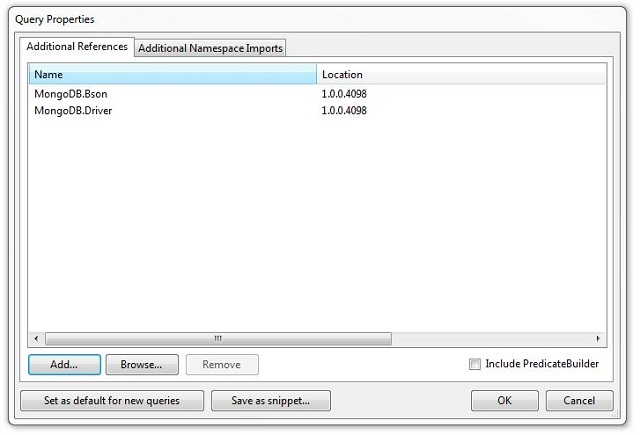 Query Properties
Additional References Additional Namespace Imports
Name Location
MongoDB.Bson 1.0.0.4098
MongoDB.Driver 1.0.0.4098
Add... Browse... Remove Include PredicateBuilder
Set as default for new queries Save as snippet... OK Cancel